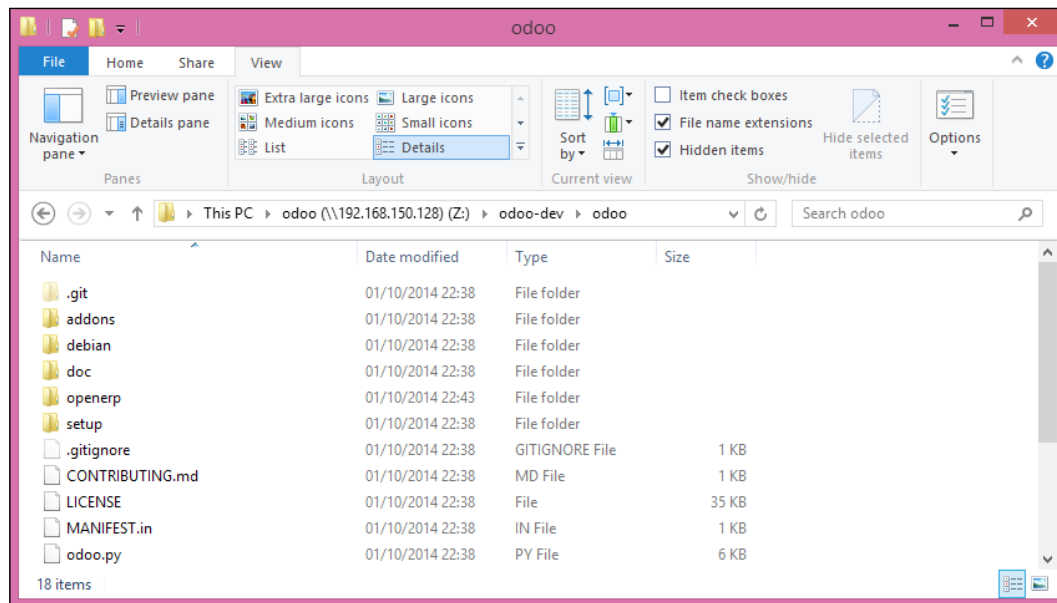 odoo
File Home Share View
Navigation pane
Preview pane
Details pane
Panes
Extra large icons Large icons
Medium icons Small icons
List Details
Layout
Sort by
Current view
Item check boxes
File name extensions
Hidden items
Hide selected items
Show/hide
Options
This PC odoo (\\192.168.150.128) (Z:) odoo-dev odoo
Search odoo
Name Date modified Type Size
.git 01/10/2014 22:38 File folder
addons 01/10/2014 22:38 File folder
debian 01/10/2014 22:38 File folder
doc 01/10/2014 22:38 File folder
openerp 01/10/2014 22:43 File folder
setup 01/10/2014 22:38 File folder
.gitignore 01/10/2014 22:38 GITIGNORE File 1 KB
CONTRIBUTING.md 01/10/2014 22:38 MD File 1 KB
LICENSE 01/10/2014 22:38 File 35 KB
MANIFEST.in 01/10/2014 22:38 IN File 1 KB
odoo.py 01/10/2014 22:38 PY File 6 KB
18 items